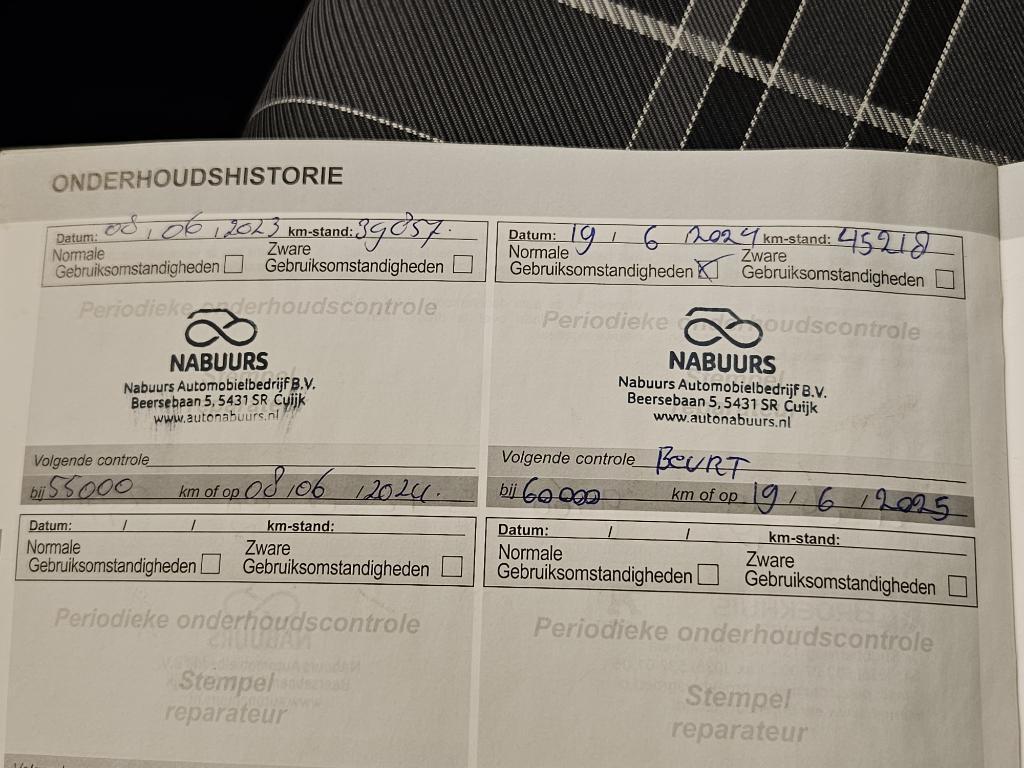 ONDERHOUDSHISTORIE
Datum: 08 / 06 / 2023 km-stand: 39857.
Normale Gebruiksomstandigheden
Zware Gebruiksomstandigheden
Periodieke onderhoudscontrole
NABUURS
Nabuurs Automobielbedrijf B.V.
Beersebaan 5, 5431 SR Cuijk
www.autonabuurs.nl
Volgende controle
bij 55000 km of op 08 / 06 / 2024.
Datum: 19 / 6 / 2024 km-stand: 45218
Normale
Gebruiksomstandigheden
Zware
Gebruiksomstandigheden
Periodieke onderhoudscontrole
Stempel
NABUURS
Nabuurs Automobielbedrijf B.V.
Beersebaan 5, 5431 SR Cuijk
www.autonabuurs.nl
Volgende controle BEURT
bij 60000 km of op 19 / 6 / 2025
Datum: / / km-stand:
Normale
Gebruiksomstandigheden
Zware
Gebruiksomstandigheden
Periodieke onderhoudscontrole
Stempel
reparateur
Datum: / / km-stand:
Normale
Gebruiksomstandigheden
Zware
Gebruiksomstandigheden
Periodieke onderhoudscontrole
Stempel
reparateur